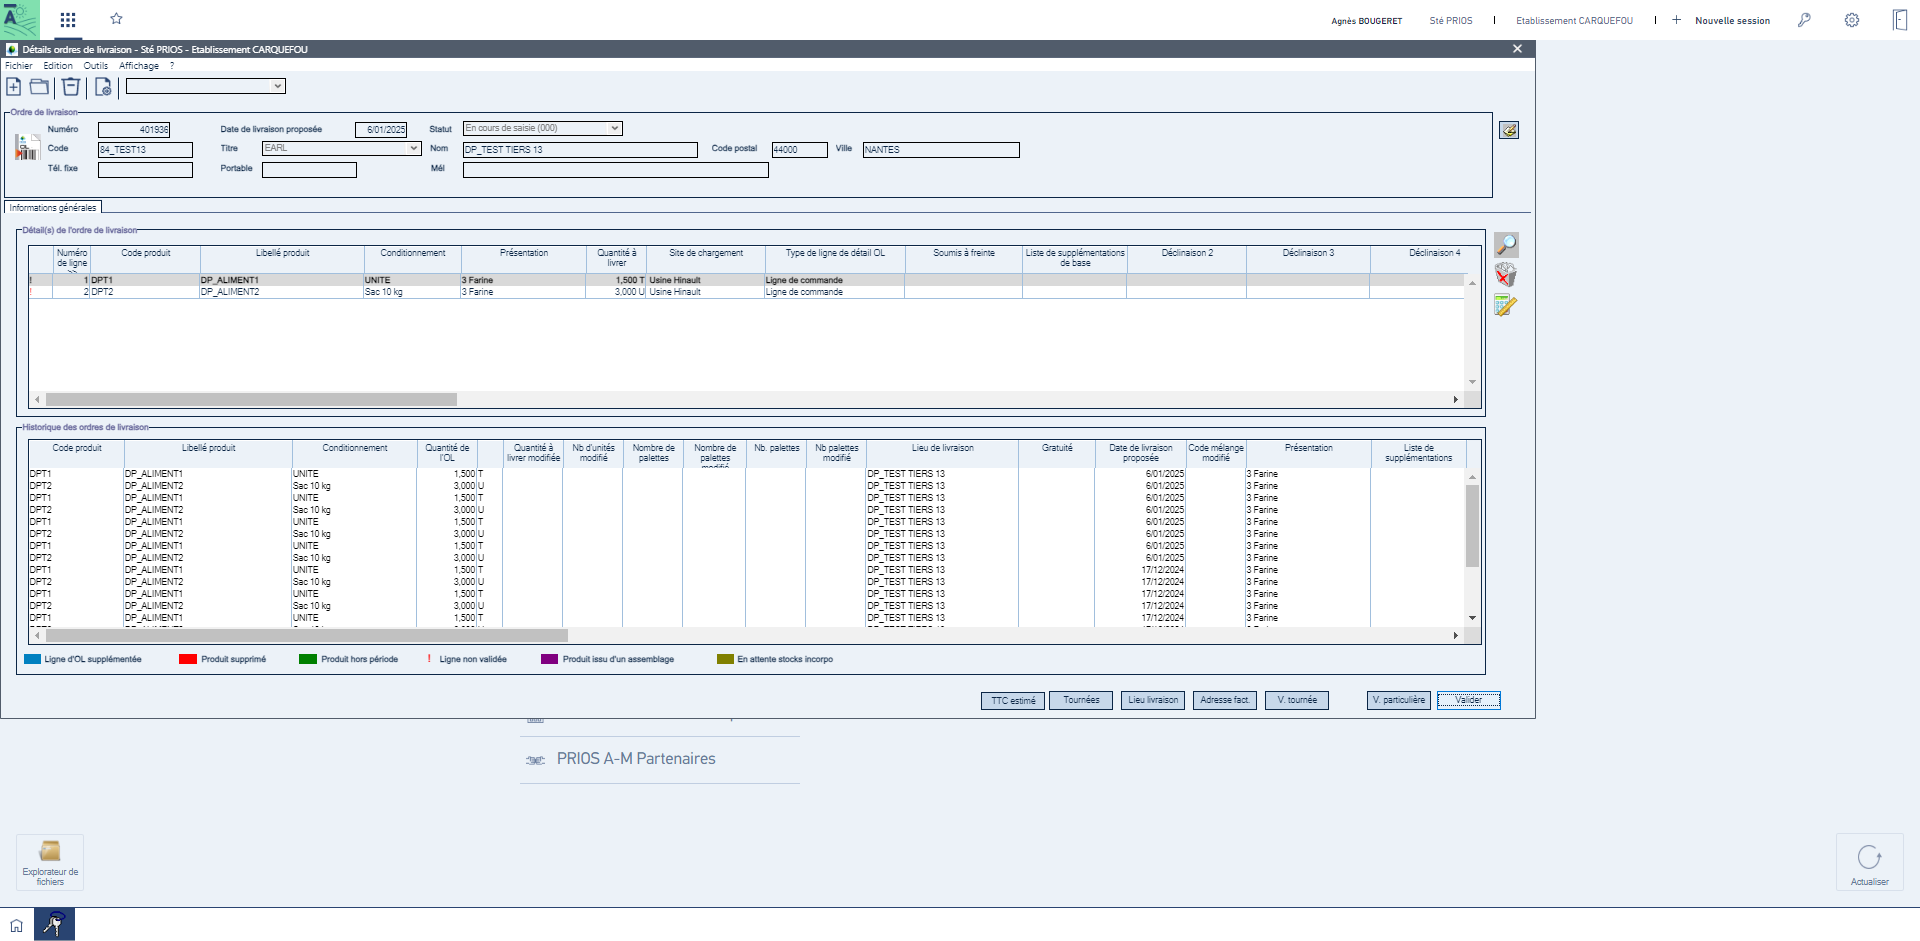 Agnès BOUGERET Sté PRIOS Etablissement CARQUEFOU Nouvelle session
Détails ordres de livraison - Sté PRIOS - Etablissement CARQUEFOU
Fichier Edition Outils Affichage ?
Ordre de livraison
Numéro 401936 Date de livraison proposée 6/01/2025 Statut En cours de saisie (000)
Code 84_TEST13 Titre EARL Nom DP_TEST TIERS 13 Code postal 44000 Ville NANTES
Tél. fixe Portable Mél
Informations générales
Détail(s) de l'ordre de livraison
Numéro de ligne Code produit Libellé produit Conditionnement Présentation Quantité à livrer Site de chargement Type de ligne de détail OL Soumis à freinte Liste de supplémentations de base Déclinaison 2 Déclinaison 3 Déclinaison 4
! 1 DPT1 DP_ALIMENT1 UNITE 3 Farine 1,500 T Usine Hinault Ligne de commande
! 2 DPT2 DP_ALIMENT2 Sac 10 kg 3 Farine 3,000 U Usine Hinault Ligne de commande
Historique des ordres de livraison
Code produit Libellé produit Conditionnement Quantité de l'OL Quantité à livrer modifiée Nb d'unités modifié Nombre de palettes Nombre de palettes modifié Nb. palettes Nb palettes modifié Lieu de livraison Gratuité Date de livraison proposée Code mélange modifié Présentation Liste de supplémentations
DPT1 DP_ALIMENT1 UNITE 1,500 T DP_TEST TIERS 13 6/01/2025 3 Farine
DPT2 DP_ALIMENT2 Sac 10 kg 3,000 U DP_TEST TIERS 13 6/01/2025 3 Farine
DPT1 DP_ALIMENT1 UNITE 1,500 T DP_TEST TIERS 13 6/01/2025 3 Farine
DPT2 DP_ALIMENT2 Sac 10 kg 3,000 U DP_TEST TIERS 13 6/01/2025 3 Farine
DPT1 DP_ALIMENT1 UNITE 1,500 T DP_TEST TIERS 13 6/01/2025 3 Farine
DPT2 DP_ALIMENT2 Sac 10 kg 3,000 U DP_TEST TIERS 13 6/01/2025 3 Farine
DPT1 DP_ALIMENT1 UNITE 1,500 T DP_TEST TIERS 13 6/01/2025 3 Farine
DPT2 DP_ALIMENT2 Sac 10 kg 3,000 U DP_TEST TIERS 13 6/01/2025 3 Farine
DPT1 DP_ALIMENT1 UNITE 1,500 T DP_TEST TIERS 13 17/12/2024 3 Farine
DPT2 DP_ALIMENT2 Sac 10 kg 3,000 U DP_TEST TIERS 13 17/12/2024 3 Farine
DPT1 DP_ALIMENT1 UNITE 1,500 T DP_TEST TIERS 13 17/12/2024 3 Farine
DPT2 DP_ALIMENT2 Sac 10 kg 3,000 U DP_TEST TIERS 13 17/12/2024 3 Farine
DPT1 DP_ALIMENT1 UNITE 1,500 T DP_TEST TIERS 13 17/12/2024 3 Farine
Ligne d'OL supplémentée Produit supprimé Produit hors période ! Ligne non validée Produit issu d'un assemblage En attente stocks incorpo
TTC estimé Tournées Lieu livraison Adresse fact. V. tournée V. particulière Valider
PRIOS A-M Partenaires
Explorateur de fichiers
Actualiser